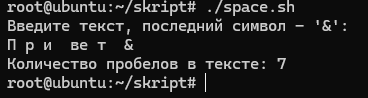 root@ubuntu:~/skript# ./space.sh
Введите текст, последний символ – '&':
П р и  ве т  &
Количество пробелов в тексте: 7
root@ubuntu:~/skript#